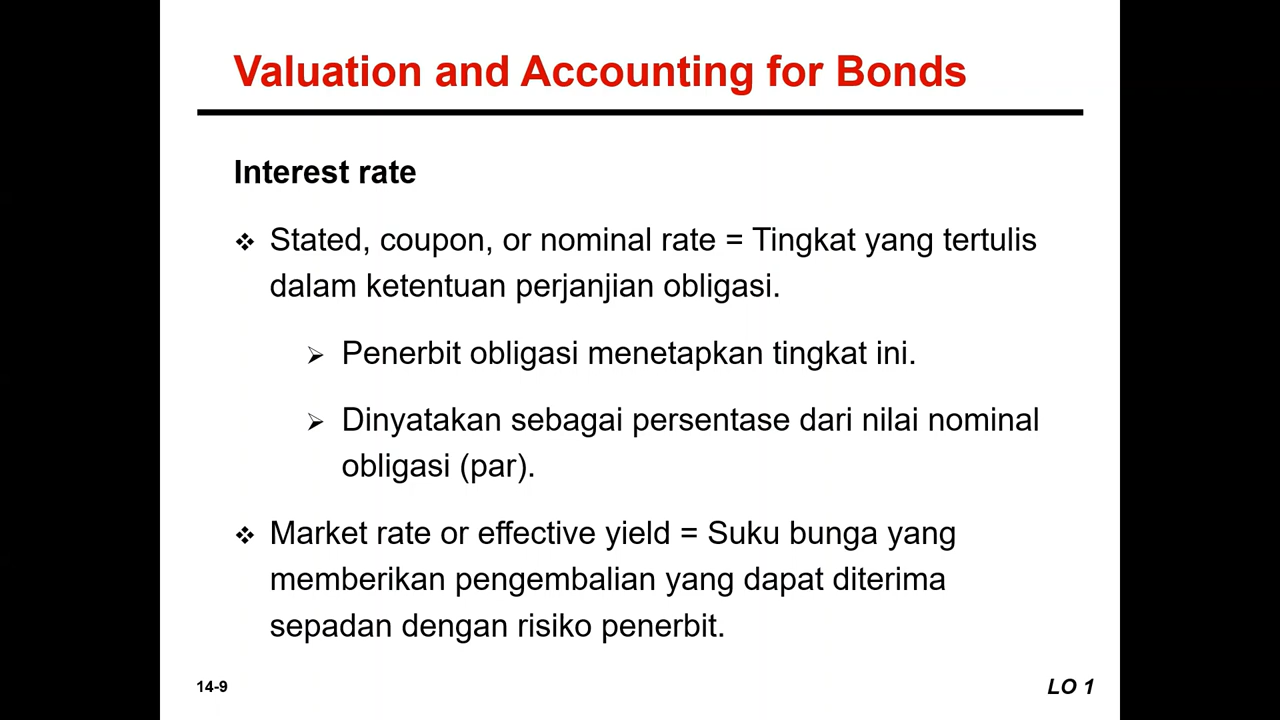 Valuation and Accounting for Bonds
Interest rate
❖ Stated, coupon, or nominal rate = Tingkat yang tertulis
dalam ketentuan perjanjian obligasi.
➢ Penerbit obligasi menetapkan tingkat ini.
➢ Dinyatakan sebagai persentase dari nilai nominal
obligasi (par).
❖ Market rate or effective yield = Suku bunga yang
memberikan pengembalian yang dapat diterima
sepadan dengan risiko penerbit.
14-9
LO 1